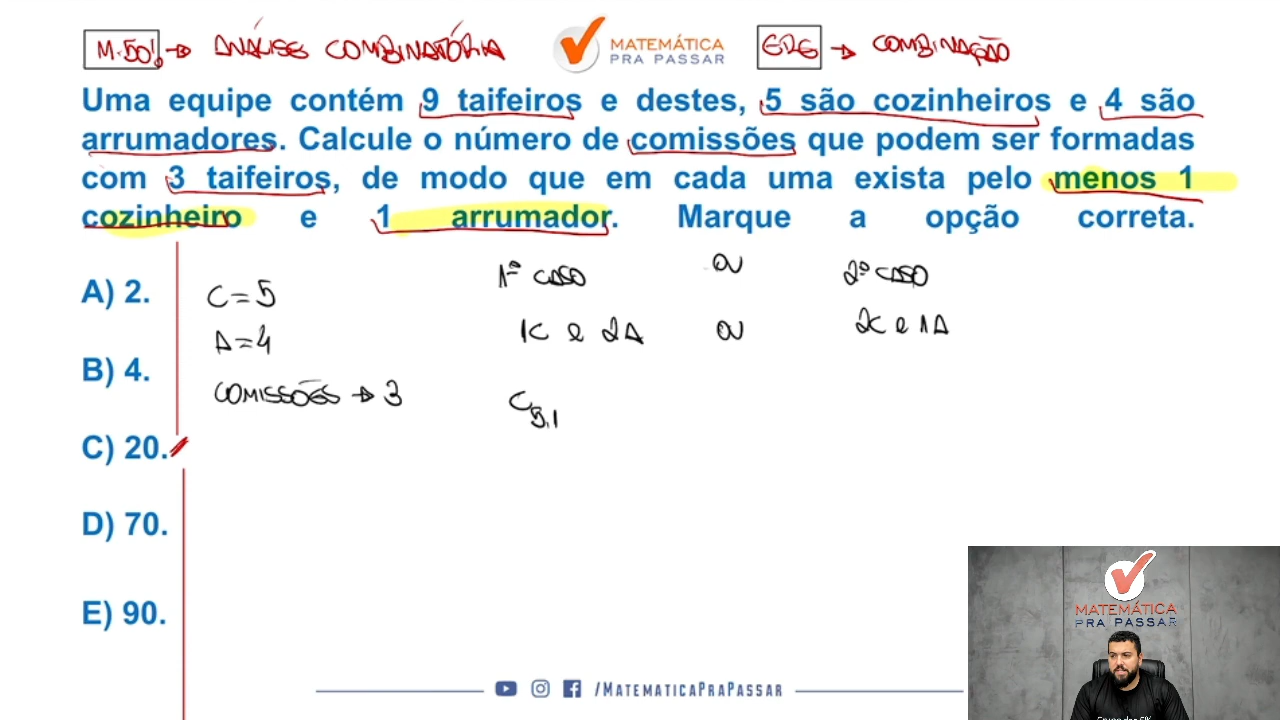 M.50! → ANÁLISE COMBINATÓRIA
MATEMÁTICA
PRA PASSAR
→ COMBINAÇÃO
Uma equipe contém 9 taifeiros e destes, 5 são cozinheiros e 4 são
arrumadores. Calcule o número de comissões que podem ser formadas
com 3 taifeiros, de modo que em cada uma exista pelo menos 1
cozinheiro e 1 arrumador. Marque a opção correta.
1º CASO OU 2º CASO
A) 2.
C = 5
1C e 2A OU 2C e 1A
A = 4
B) 4.
COMISSÕES → 3
C5,1
C) 20.
D) 70.
E) 90.
MATEMÁTICA
PRA PASSAR
/MATEMATICAPRAPASSAR